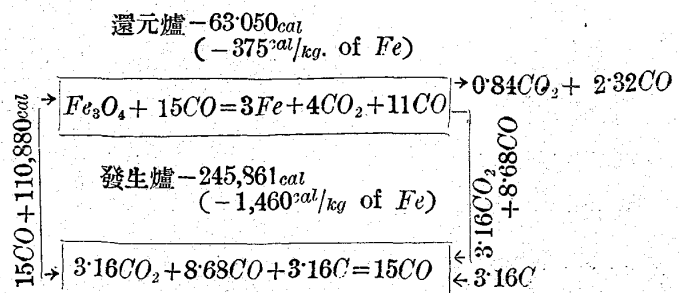 還元爐-63·050cal
(-375cal/kg. of Fe)
Fe₃O₄+ 15CO=3Fe+4CO₂+11CO
0·84CO₂+ 2·32CO
15CO+110,880cal
發生爐-245,861cal
(-1,460cal/kg of Fe)
3·16CO₂
+8·68CO
3·16CO₂+8·68CO+3·16C=15CO
3·16C